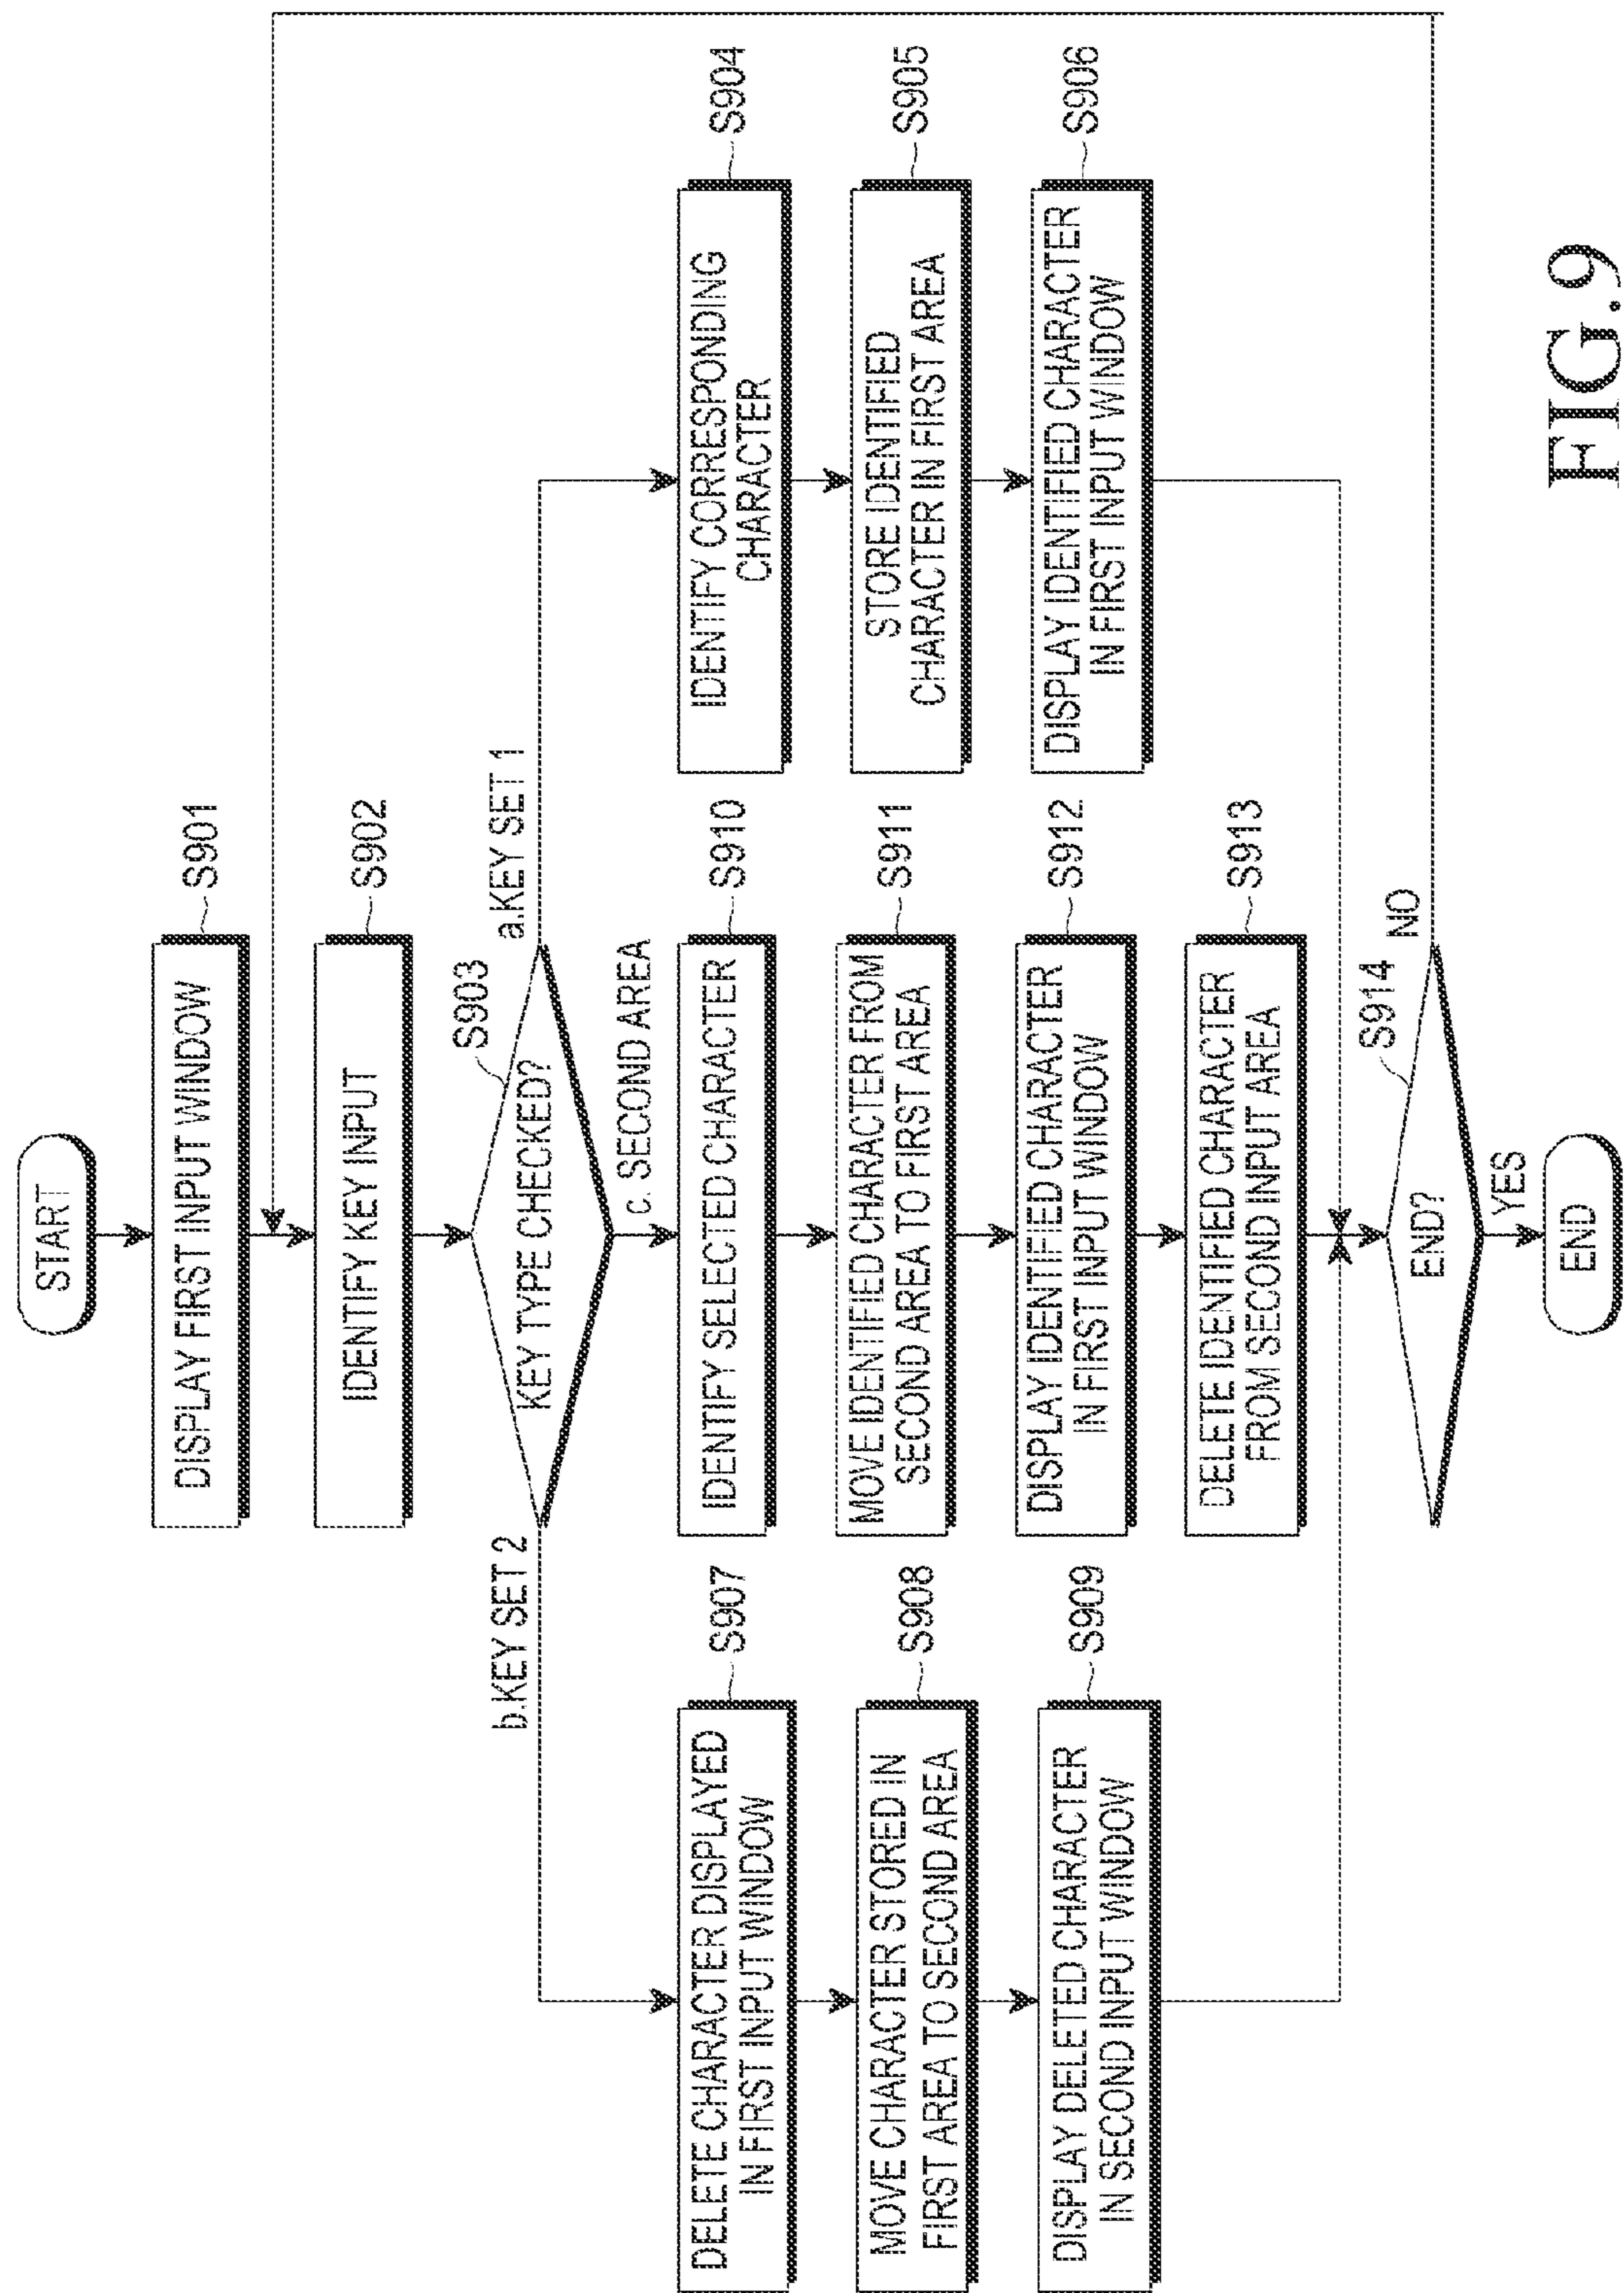 START
DISPLAY FIRST INPUT WINDOW
S901
IDENTIFY KEY INPUT
S902
KEY TYPE CHECKED?
S903
a.KEY SET 1
b.KEY SET 2
c. SECOND AREA
IDENTIFY CORRESPONDING
CHARACTER
S904
STORE IDENTIFIED
CHARACTER IN FIRST AREA
S905
DISPLAY IDENTIFIED CHARACTER
IN FIRST INPUT WINDOW
S906
DELETE CHARACTER DISPLAYED
IN FIRST INPUT WINDOW
S907
MOVE CHARACTER STORED IN
FIRST AREA TO SECOND AREA
S908
DISPLAY DELETED CHARACTER
IN SECOND INPUT WINDOW
S909
IDENTIFY SELECTED CHARACTER
S910
MOVE IDENTIFIED CHARACTER FROM
SECOND AREA TO FIRST AREA
S911
DISPLAY IDENTIFIED CHARACTER
IN FIRST INPUT WINDOW
S912
DELETE IDENTIFIED CHARACTER
FROM SECOND INPUT AREA
S913
END?
S914
NO
YES
END
FIG.9